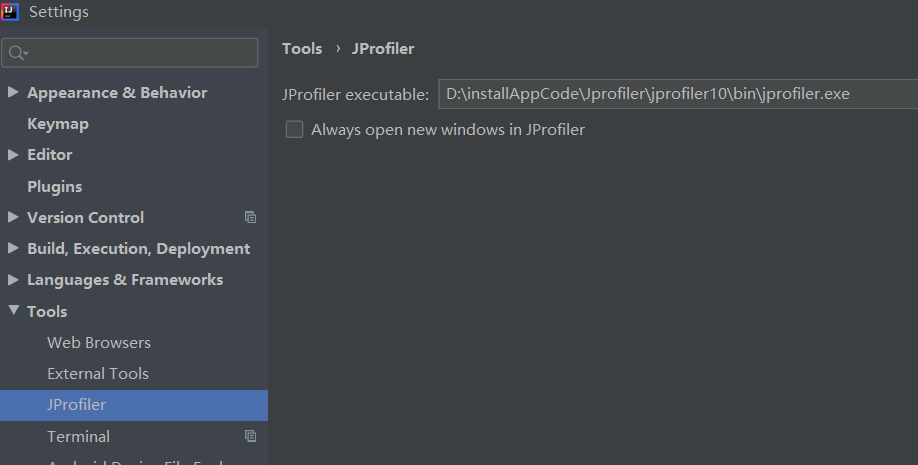 Settings
Tools › JProfiler
JProfiler executable: D:\installAppCode\Jprofiler\jprofiler10\bin\jprofiler.exe
Always open new windows in JProfiler
Appearance & Behavior
Keymap
Editor
Plugins
Version Control
Build, Execution, Deployment
Languages & Frameworks
Tools
Web Browsers
External Tools
JProfiler
Terminal